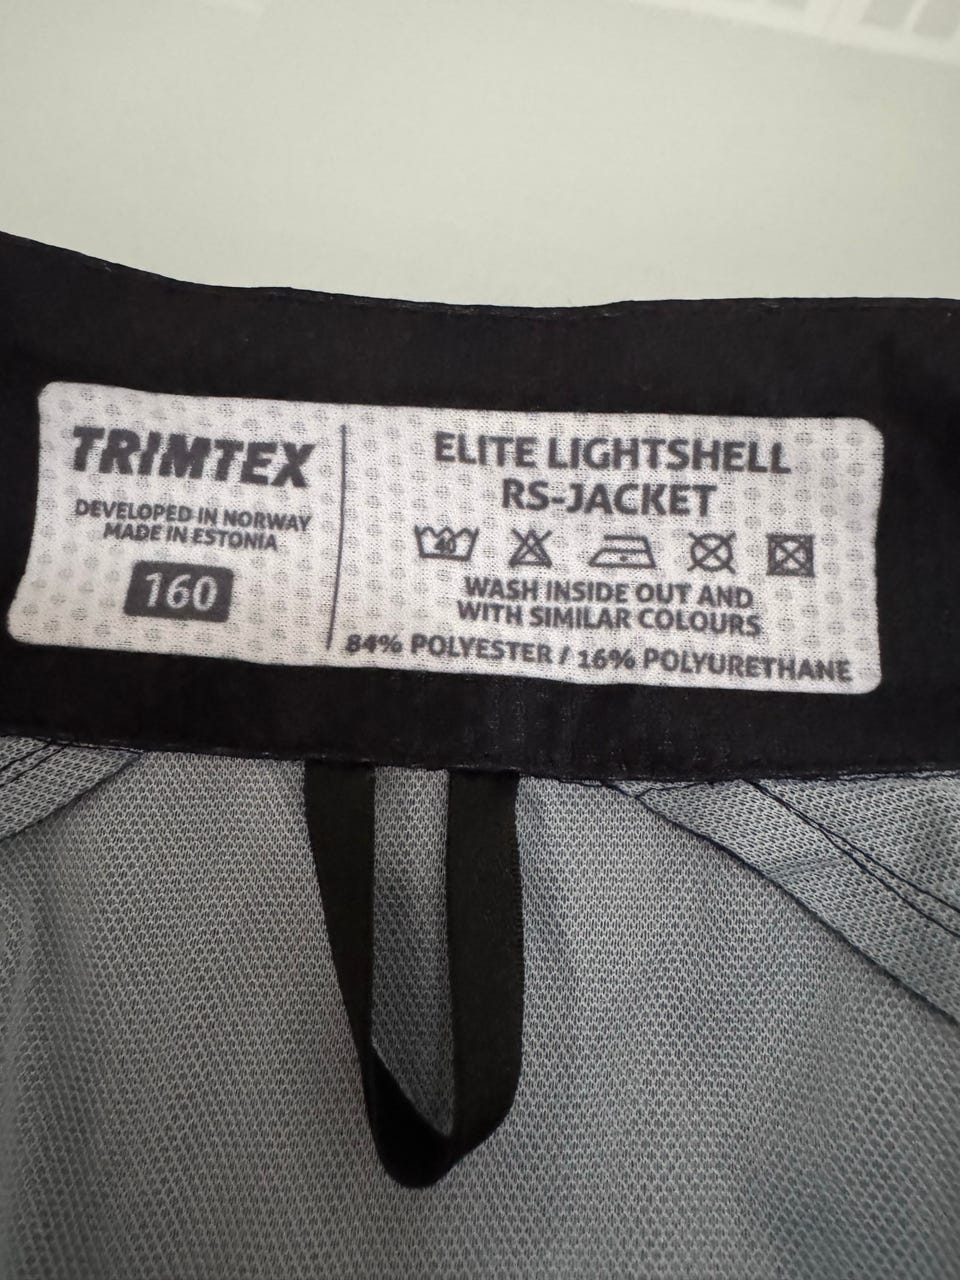 TRIMTEX
DEVELOPED IN NORWAY
MADE IN ESTONIA
160
ELITE LIGHTSHELL
RS-JACKET
40
WASH INSIDE OUT AND
WITH SIMILAR COLOURS
84% POLYESTER / 16% POLYURETHANE